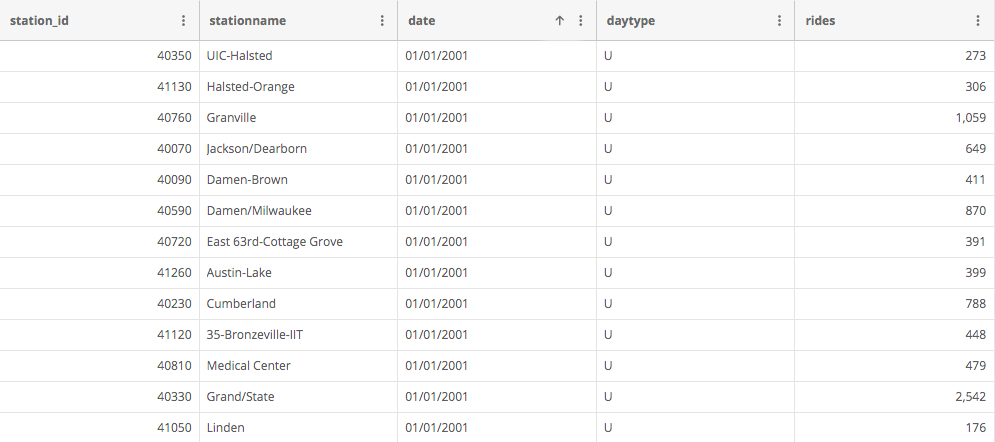 station_id stationname date daytype rides
40350 UIC-Halsted 01/01/2001 U 273
41130 Halsted-Orange 01/01/2001 U 306
40760 Granville 01/01/2001 U 1,059
40070 Jackson/Dearborn 01/01/2001 U 649
40090 Damen-Brown 01/01/2001 U 411
40590 Damen/Milwaukee 01/01/2001 U 870
40720 East 63rd-Cottage Grove 01/01/2001 U 391
41260 Austin-Lake 01/01/2001 U 399
40230 Cumberland 01/01/2001 U 788
41120 35-Bronzeville-IIT 01/01/2001 U 448
40810 Medical Center 01/01/2001 U 479
40330 Grand/State 01/01/2001 U 2,542
41050 Linden 01/01/2001 U 176